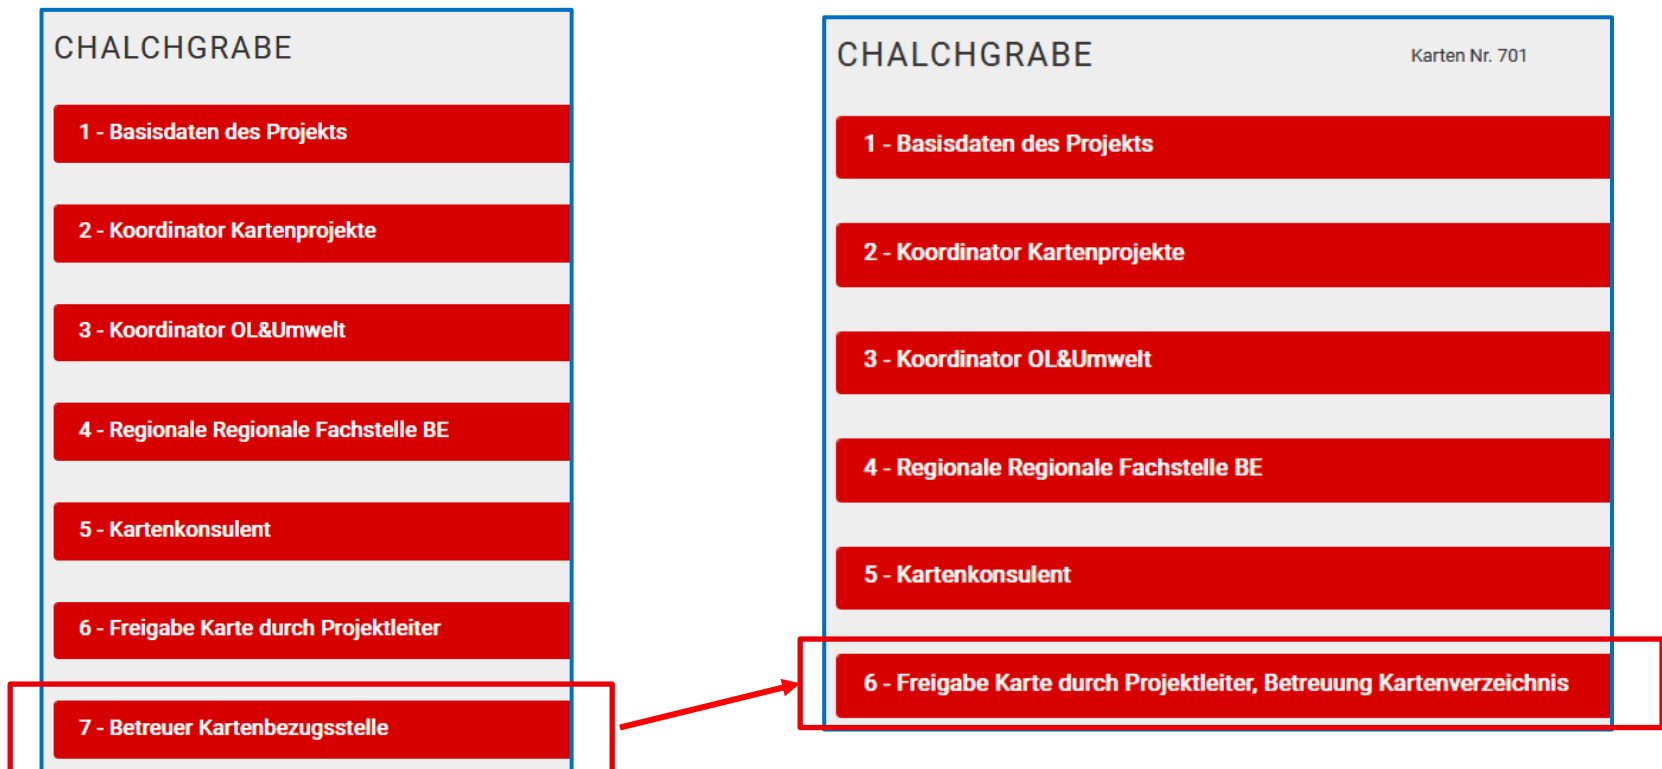 CHALCHGRABE
1 - Basisdaten des Projekts
2 - Koordinator Kartenprojekte
3 - Koordinator OL&Umwelt
4 - Regionale Regionale Fachstelle BE
5 - Kartenkonsulent
6 - Freigabe Karte durch Projektleiter
7 - Betreuer Kartenbezugsstelle
CHALCHGRABE
Karten Nr. 701
1 - Basisdaten des Projekts
2 - Koordinator Kartenprojekte
3 - Koordinator OL&Umwelt
4 - Regionale Regionale Fachstelle BE
5 - Kartenkonsulent
6 - Freigabe Karte durch Projektleiter, Betreuung Kartenverzeichnis